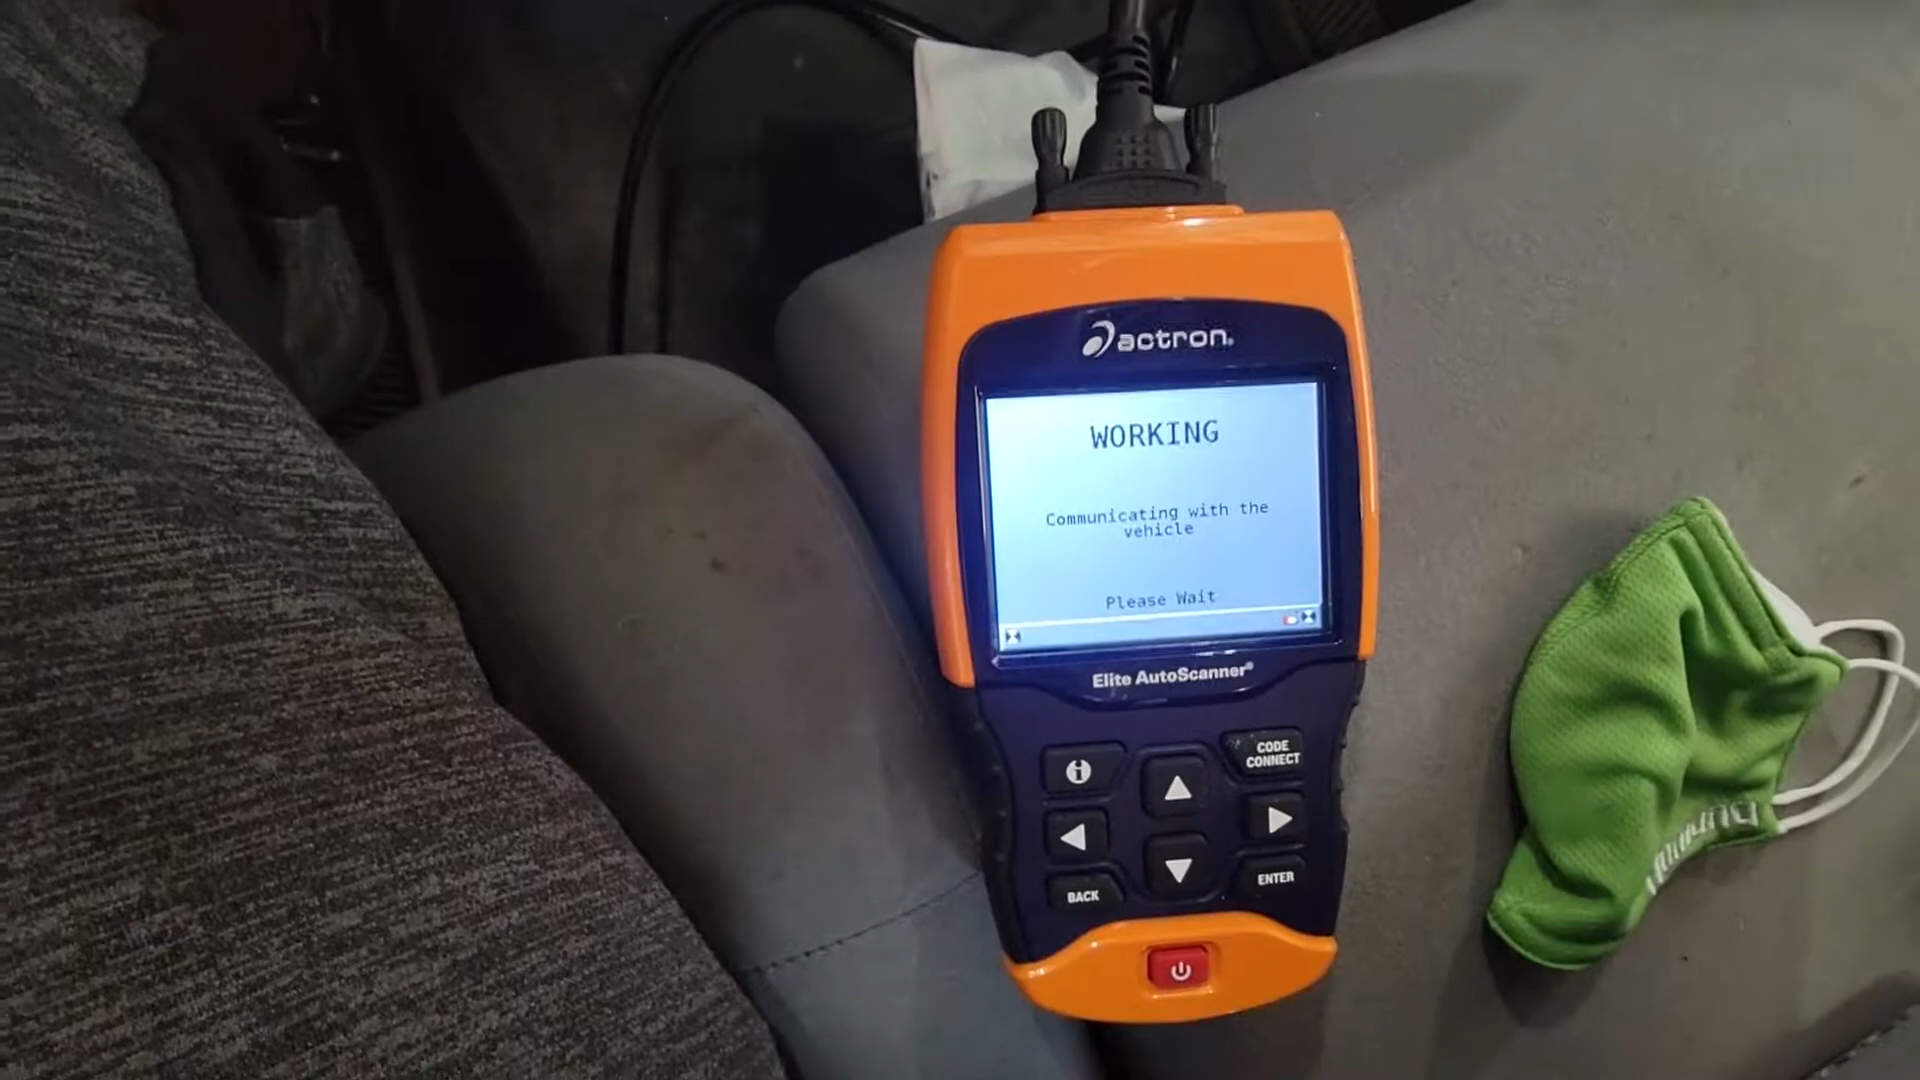 actron
WORKING
Communicating with the
vehicle
Please Wait
Elite AutoScanner®
CODE
CONNECT
BACK
ENTER